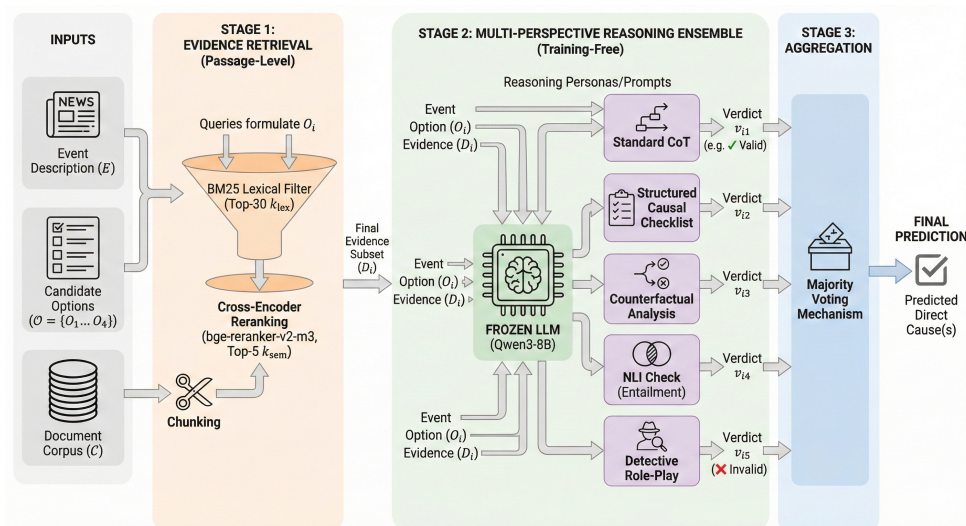 INPUTS
NEWS
Event
Description (E)
Candidate
Options
(𝒪 = {O₁… O₄})
Document
Corpus (C)
STAGE 1:
EVIDENCE RETRIEVAL
(Passage-Level)
Queries formulate Oᵢ
BM25 Lexical Filter
(Top-30 k_lex)
Cross-Encoder
Reranking
(bge-reranker-v2-m3,
Top-5 k_sem)
Chunking
Final
Evidence
Subset
(Dᵢ)
STAGE 2: MULTI-PERSPECTIVE REASONING ENSEMBLE
(Training-Free)
Reasoning Personas/Prompts
Event
Option (Oᵢ)
Evidence (Dᵢ)
Event
Option (Oᵢ)
Evidence (Dᵢ)
FROZEN LLM
(Qwen3-8B)
Event
Option (Oᵢ)
Evidence (Dᵢ)
Standard CoT
Verdict
vᵢ₁
(e.g. ✓ Valid)
Structured
Causal
Checklist
Verdict
vᵢ₂
Counterfactual
Analysis
Verdict
vᵢ₃
NLI Check
(Entailment)
Verdict
vᵢ₄
Detective
Role-Play
Verdict
vᵢ₅
(❌ Invalid)
STAGE 3:
AGGREGATION
Majority
Voting
Mechanism
FINAL
PREDICTION
Predicted
Direct
Cause(s)